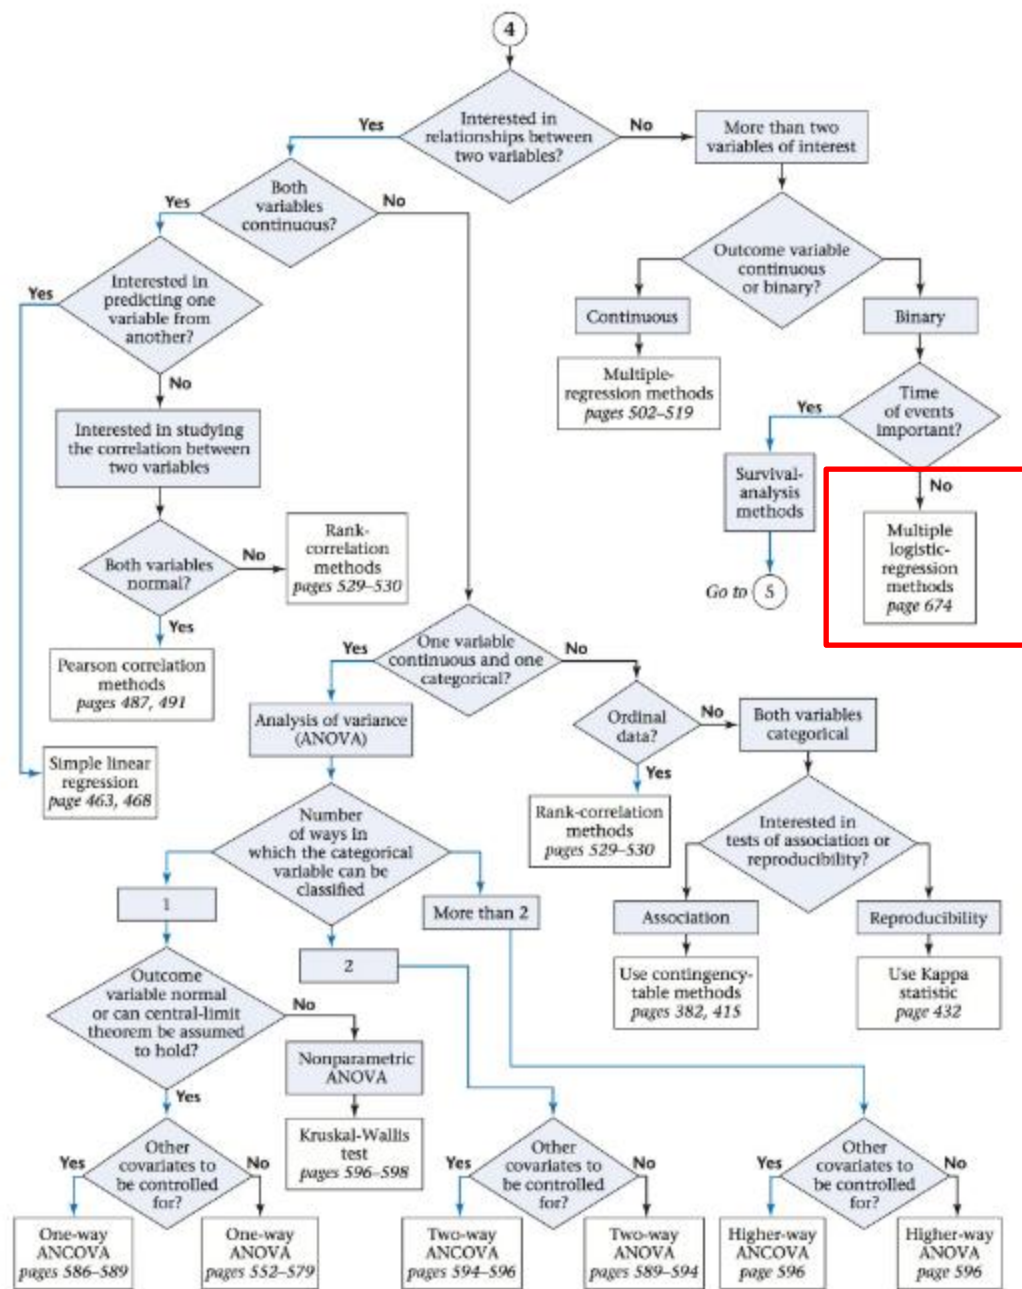 4
Interested in
relationships between
two variables?
Yes
No
More than two
variables of interest
Both
variables
continuous?
Yes
No
Outcome variable
continuous
or binary?
Interested in
predicting one
variable from
another?
Yes
No
Continuous
Binary
Multiple-
regression methods
pages 502–519
Time
of events
important?
Yes
No
Interested in studying
the correlation between
two variables
Survival-
analysis
methods
Go to 5
Multiple
logistic-
regression
methods
page 674
Both variables
normal?
No
Yes
Rank-
correlation
methods
pages 529–530
Pearson correlation
methods
pages 487, 491
One variable
continuous and one
categorical?
Yes
No
Analysis of variance
(ANOVA)
Ordinal
data?
No
Yes
Both variables
categorical
Simple linear
regression
page 463, 468
Rank-correlation
methods
pages 529–530
Number
of ways in
which the categorical
variable can be
classified
Interested in
tests of association or
reproducibility?
1
2
More than 2
Association
Reproducibility
Use contingency-
table methods
pages 382, 415
Use Kappa
statistic
page 432
Outcome
variable normal
or can central-limit
theorem be assumed
to hold?
No
Yes
Nonparametric
ANOVA
Kruskal-Wallis
test
pages 596–598
Other
covariates to
be controlled
for?
Yes
No
Other
covariates to
be controlled
for?
Yes
No
Other
covariates to
be controlled
for?
Yes
No
One-way
ANCOVA
pages 586–589
One-way
ANOVA
pages 552–579
Two-way
ANCOVA
pages 594–596
Two-way
ANOVA
pages 589–594
Higher-way
ANCOVA
page 596
Higher-way
ANOVA
page 596